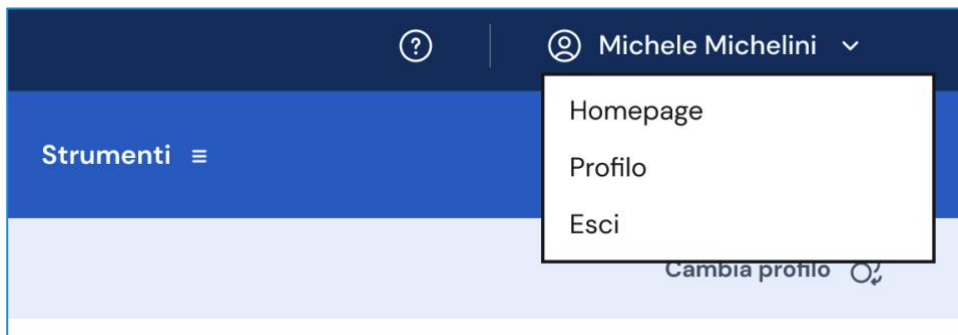 Michele Michelini
Homepage
Strumenti
Profilo
Esci
Cambia profilo